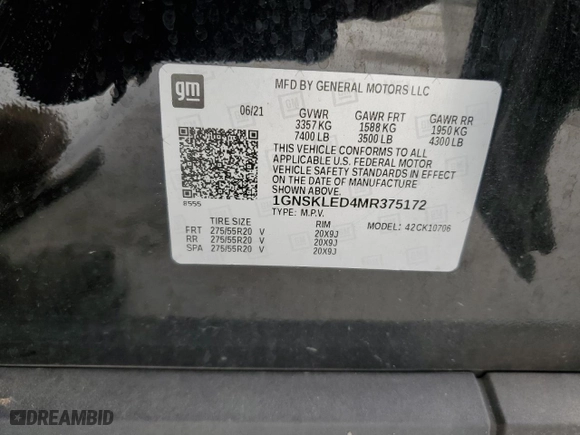 gm
MFD BY GENERAL MOTORS LLC
06/21 GVWR GAWR FRT GAWR RR
3357 KG 1588 KG 1950 KG
7400 LB 3500 LB 4300 LB
THIS VEHICLE CONFORMS TO ALL
APPLICABLE U.S. FEDERAL MOTOR
VEHICLE SAFETY STANDARDS IN EFFECT
ON THE DATE OF MANUFACTURE
SHOWN ABOVE.
8555 1GNSKLED4MR375172
TYPE: M.P.V. MODEL: 42CK10706
TIRE SIZE RIM
FRT 275/55R20 V 20X9J
RR 275/55R20 V 20X9J
SPA 275/55R20 V 20X9J
DREAMBID